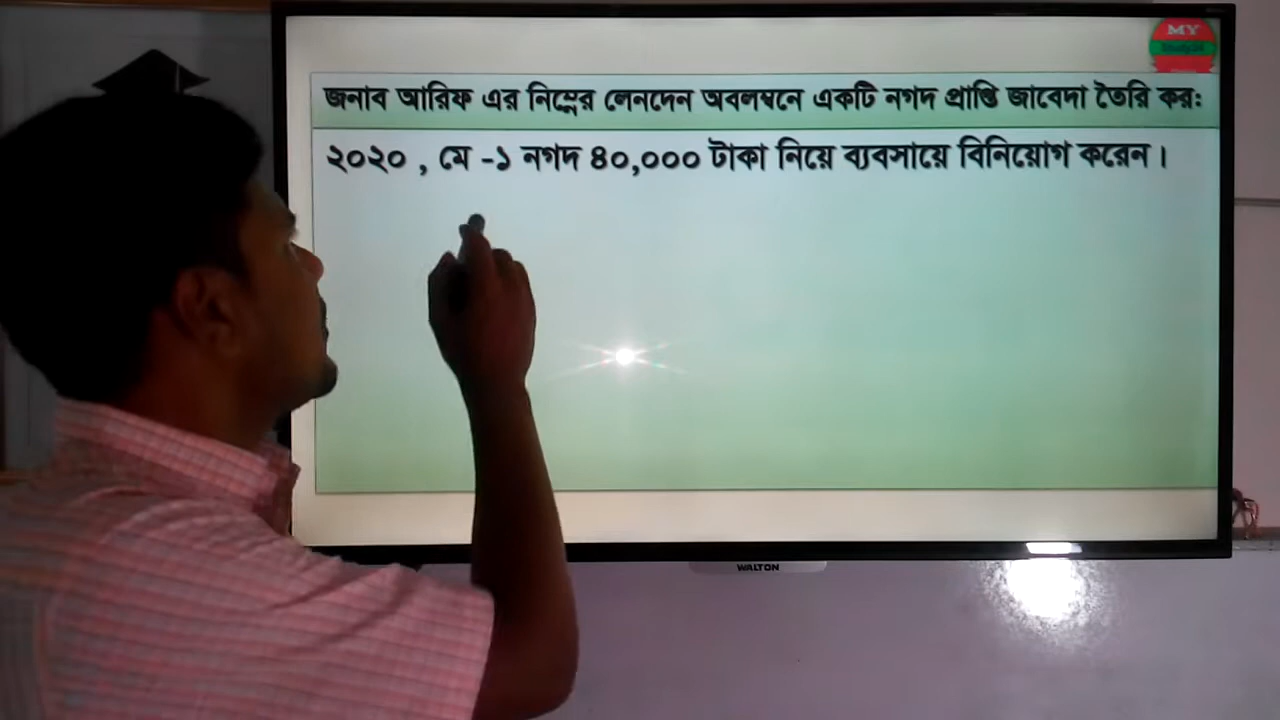 MY
জনাব আরিফ এর নিম্নের লেনদেন অবলম্বনে একটি নগদ প্রাপ্তি জাবেদা তৈরি কর:
২০২০ , মে -১ নগদ ৪০,০০০ টাকা নিয়ে ব্যবসায়ে বিনিয়োগ করেন।
WALTON